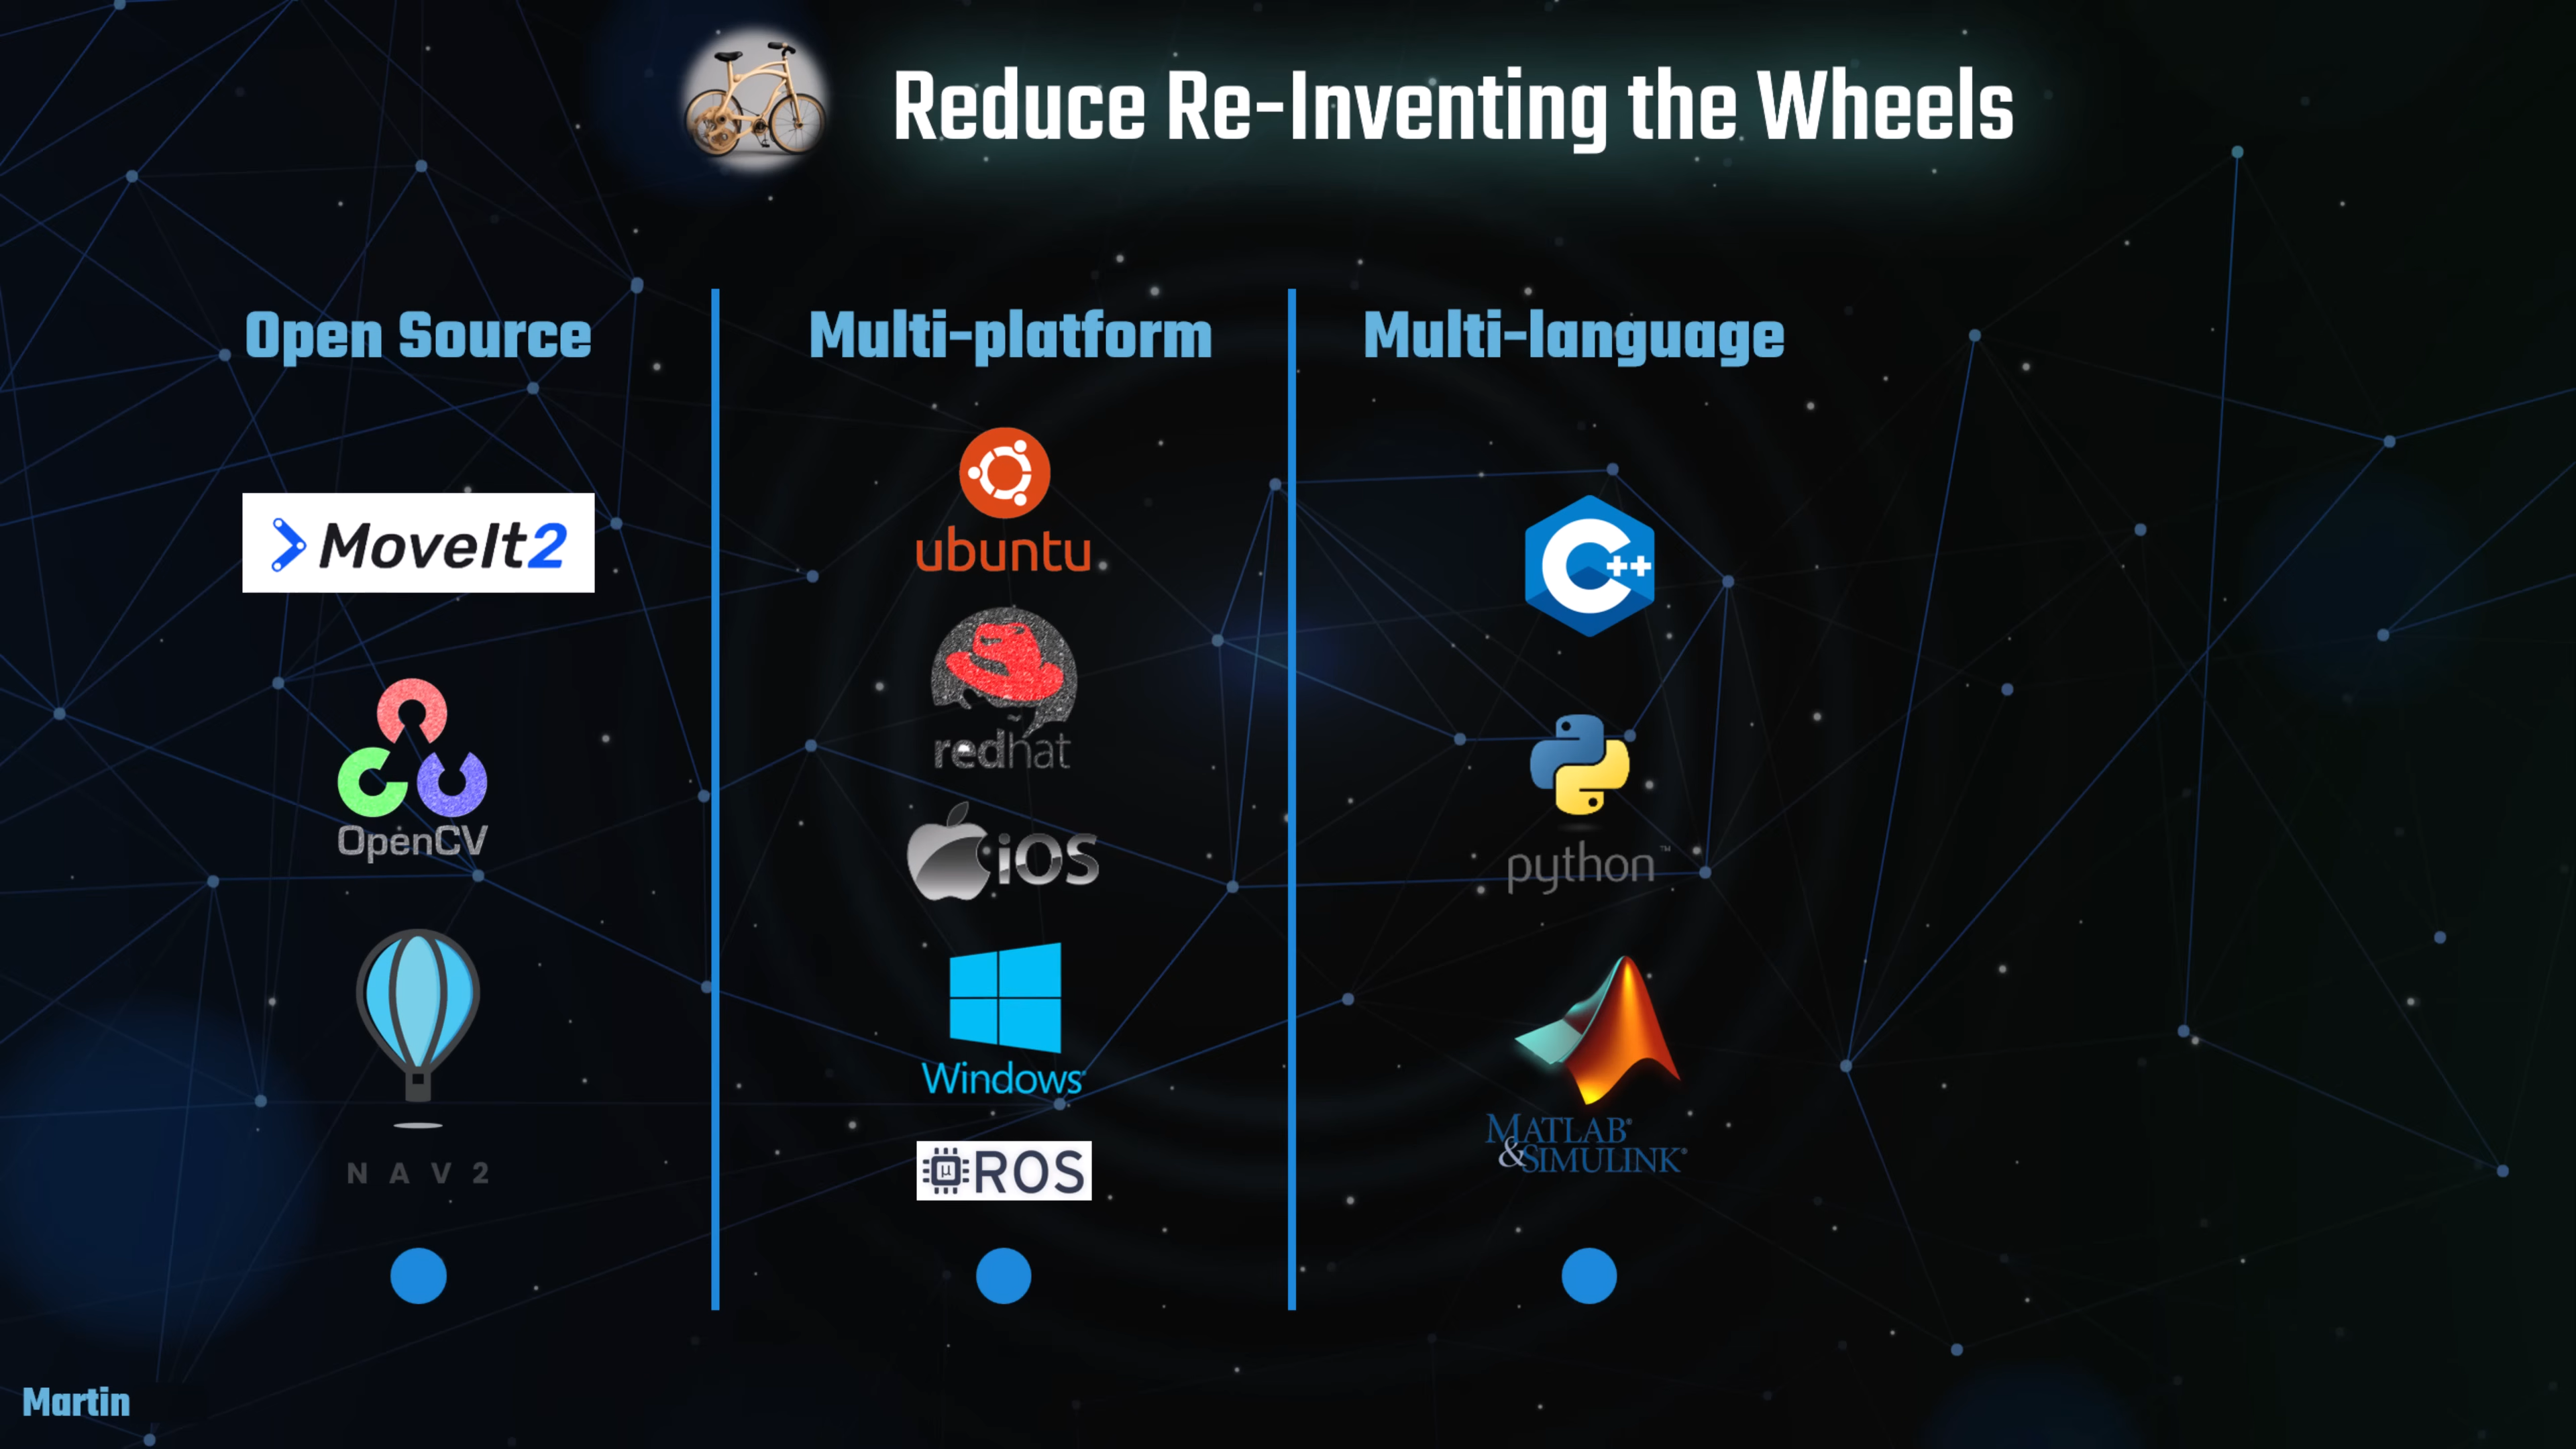 Reduce Re-Inventing the Wheels
Open Source
MoveIt2
OpenCV
NAV2
Multi-platform
ubuntu
redhat
iOS
Windows
μ ROS
Multi-language
C++
python™
MATLAB®
&SIMULINK®
Martin